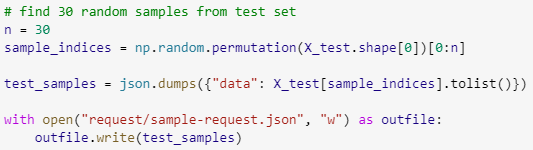 # find 30 random samples from test set
n = 30
sample_indices = np.random.permutation(X_test.shape[0])[0:n]
test_samples = json.dumps({"data": X_test[sample_indices].tolist()})
with open("request/sample-request.json", "w") as outfile:
    outfile.write(test_samples)